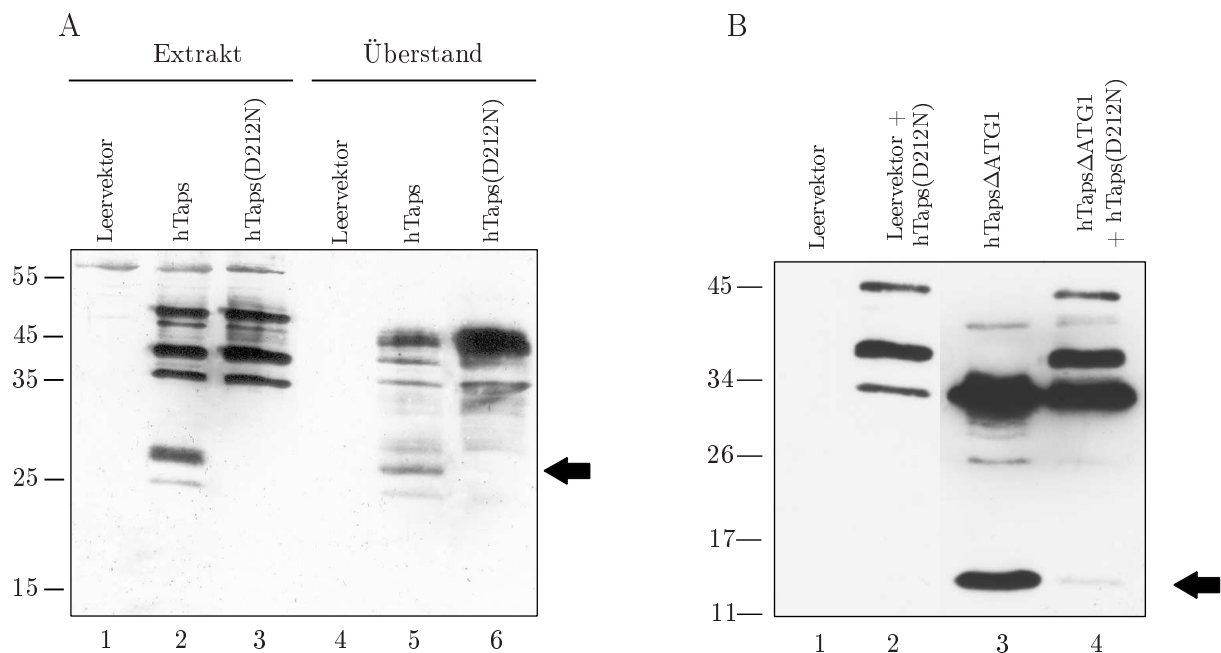 A
Extrakt
Überstand
Leervektor
hTaps
hTaps(D212N)
Leervektor
hTaps
hTaps(D212N)
55
45
35
25
15
1 2 3 4 5 6
B
Leervektor
Leervektor +
hTaps(D212N)
hTapsΔATG1
hTapsΔATG1
+ hTaps(D212N)
45
34
26
17
11
1 2 3 4